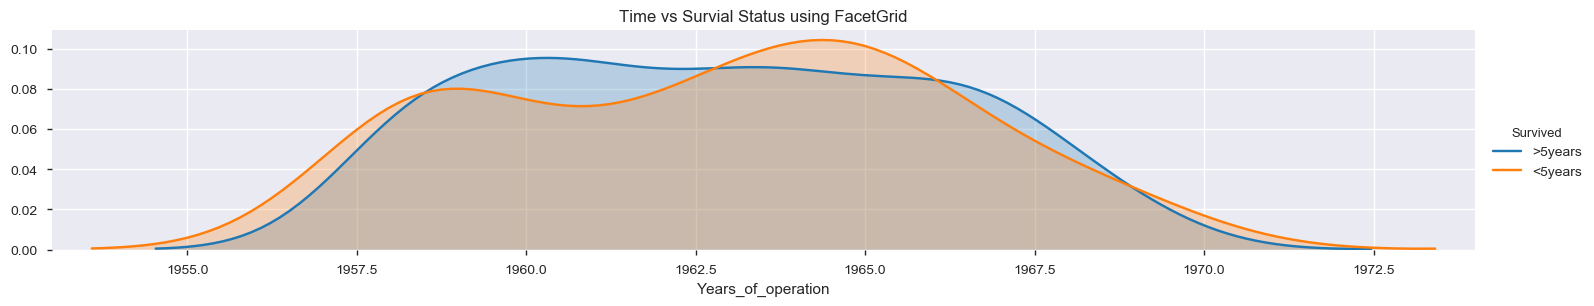 Time vs Survial Status using FacetGrid
0.10
0.08
0.06
0.04
0.02
0.00
1955.0 1957.5 1960.0 1962.5 1965.0 1967.5 1970.0 1972.5
Years_of_operation
Survived
>5years
<5years